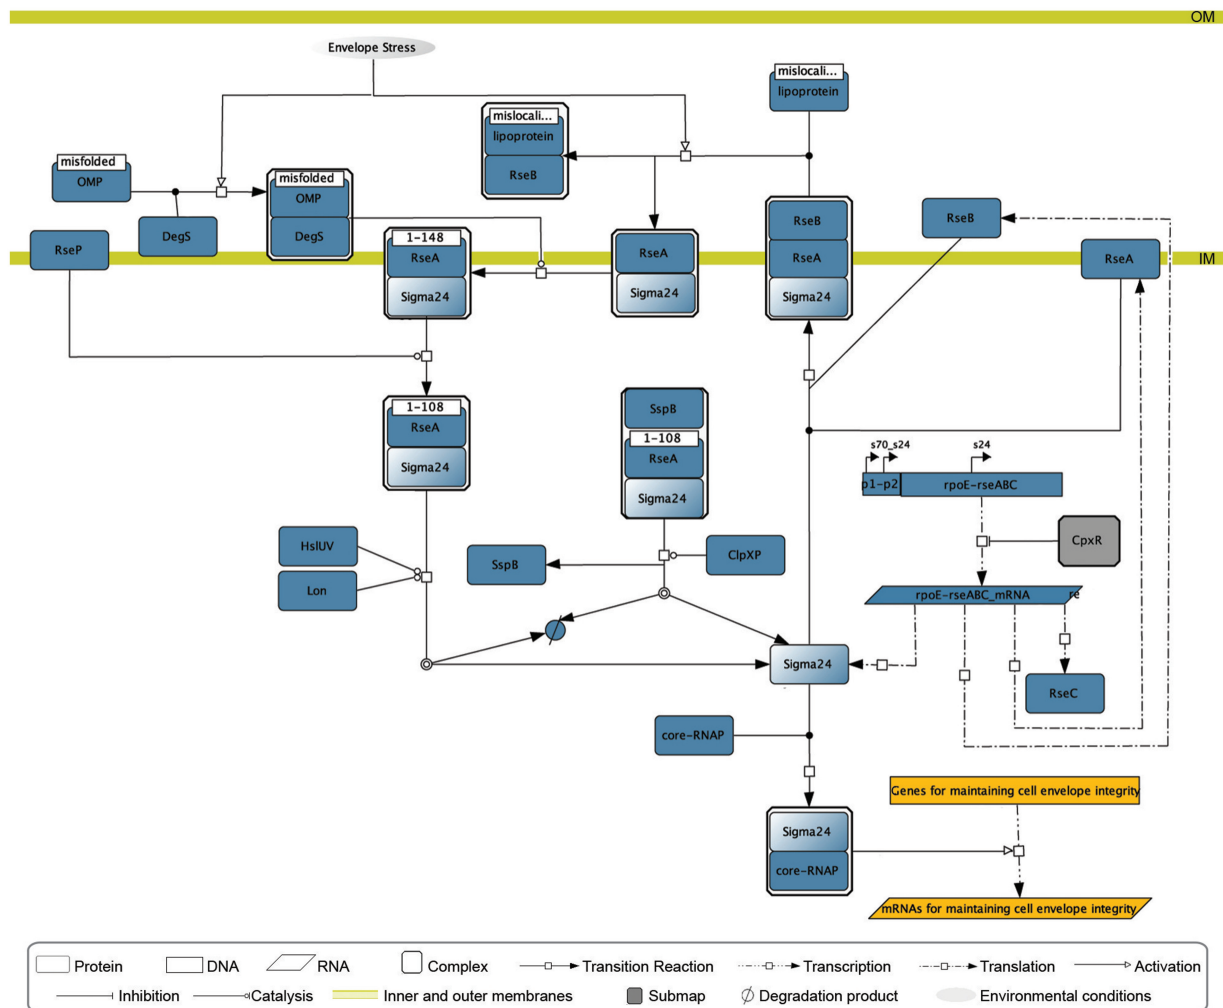 OM
Envelope Stress
mislocali...
lipoprotein
mislocali...
lipoprotein
RseB
misfolded
OMP
misfolded
OMP
DegS
DegS
RseP
1-148
RseA
Sigma24
RseA
Sigma24
RseB
RseA
Sigma24
RseB
RseA
IM
1-108
RseA
Sigma24
SspB
1-108
RseA
Sigma24
s70_s24
s24
p1-p2
rpoE-rseABC
HslUV
Lon
SspB
ClpXP
CpxR
rpoE-rseABC_mRNA
re
Sigma24
RseC
core-RNAP
Genes for maintaining cell envelope integrity
Sigma24
core-RNAP
mRNAs for maintaining cell envelope integrity
Protein
DNA
RNA
Complex
Transition Reaction
Transcription
Translation
Activation
Inhibition
Catalysis
Inner and outer membranes
Submap
Degradation product
Environmental conditions